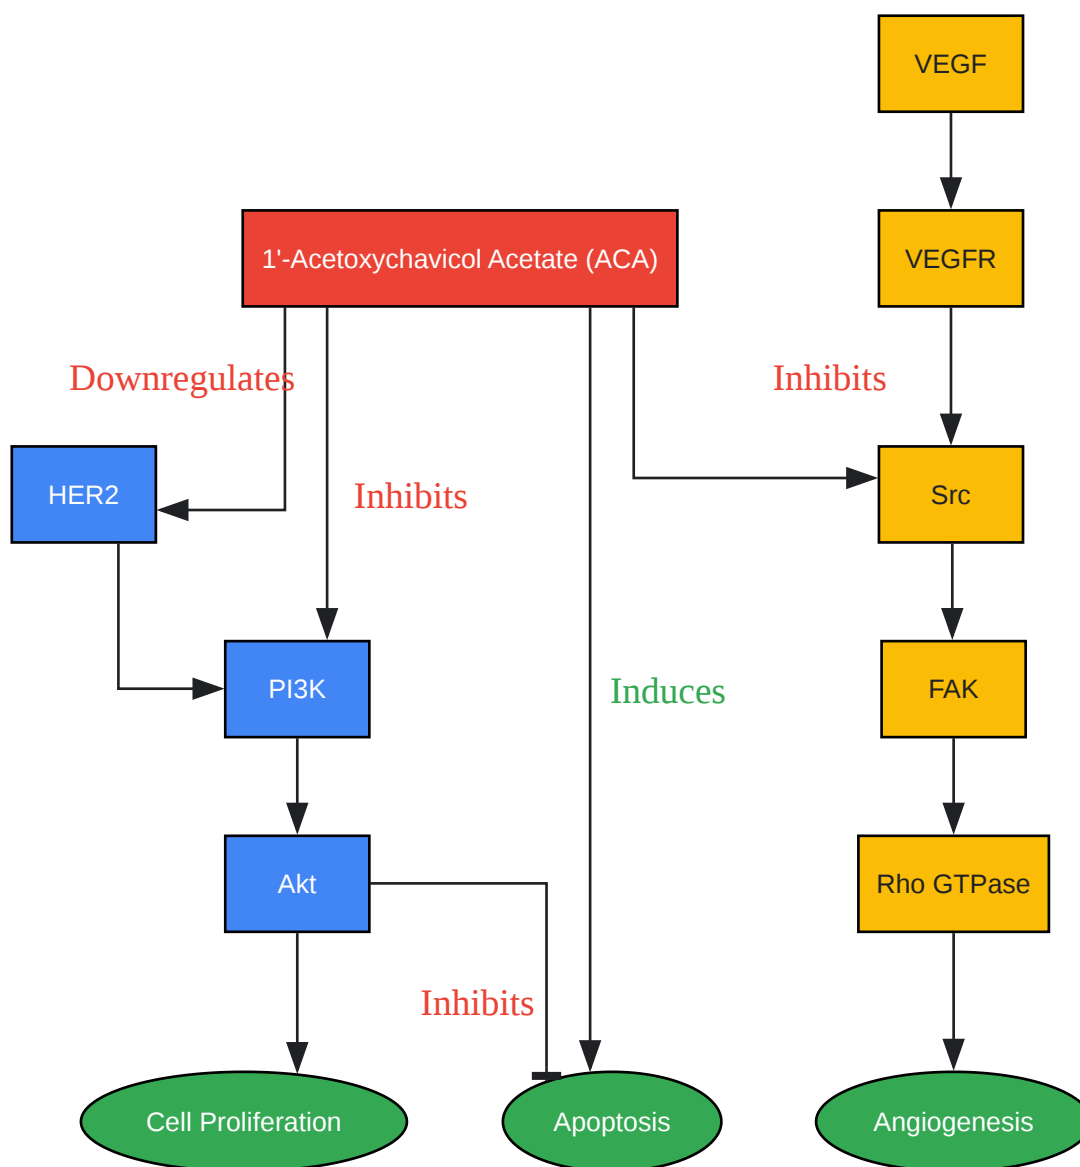 VEGF
1'-Acetoxychavicol Acetate (ACA)
VEGFR
Downregulates
Inhibits
HER2
Inhibits
Src
PI3K
Induces
FAK
Akt
Rho GTPase
Inhibits
Cell Proliferation
Apoptosis
Angiogenesis